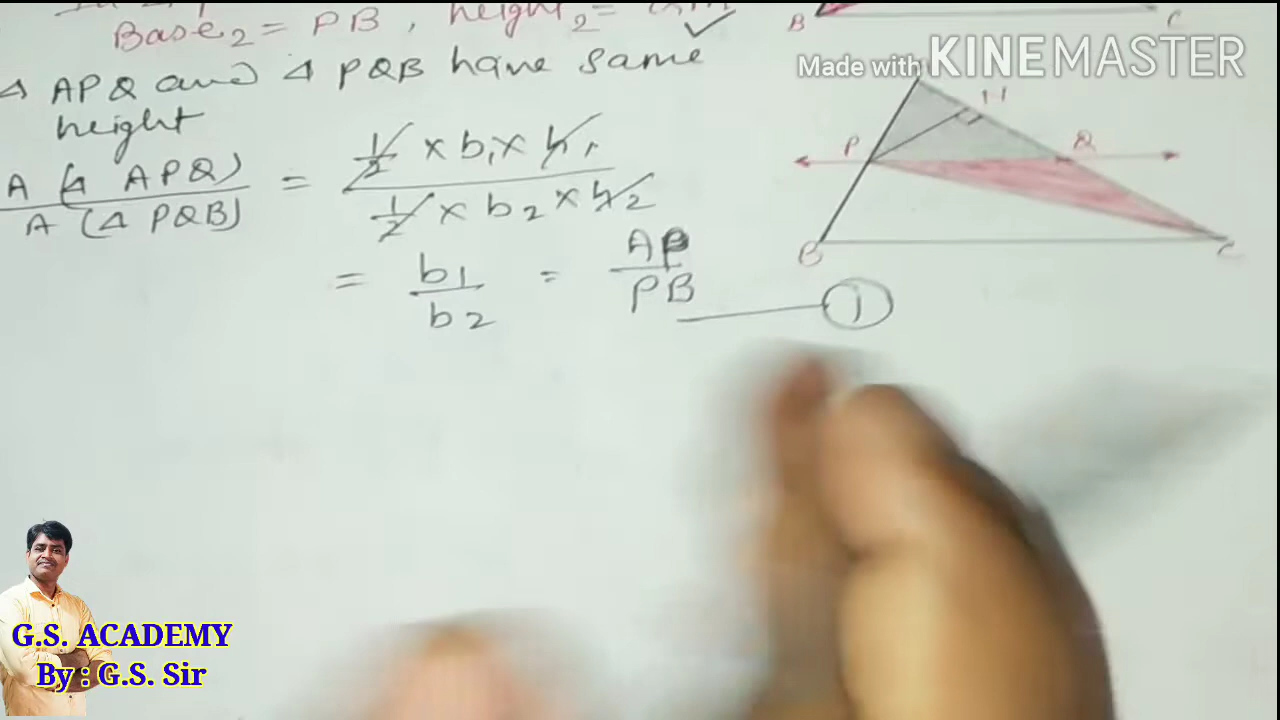 Base₂ = PB, height₂ =
B C
Made with KINEMASTER
Δ APQ and Δ PQB have same
height
H
P Q
A (Δ APQ) / A (Δ PQB) = 1/2 × b₁ × h₁ / 1/2 × b₂ × h₂
B C
= b₁ / b₂ = AP / PB ——— ①
G.S. ACADEMY
By : G.S. Sir